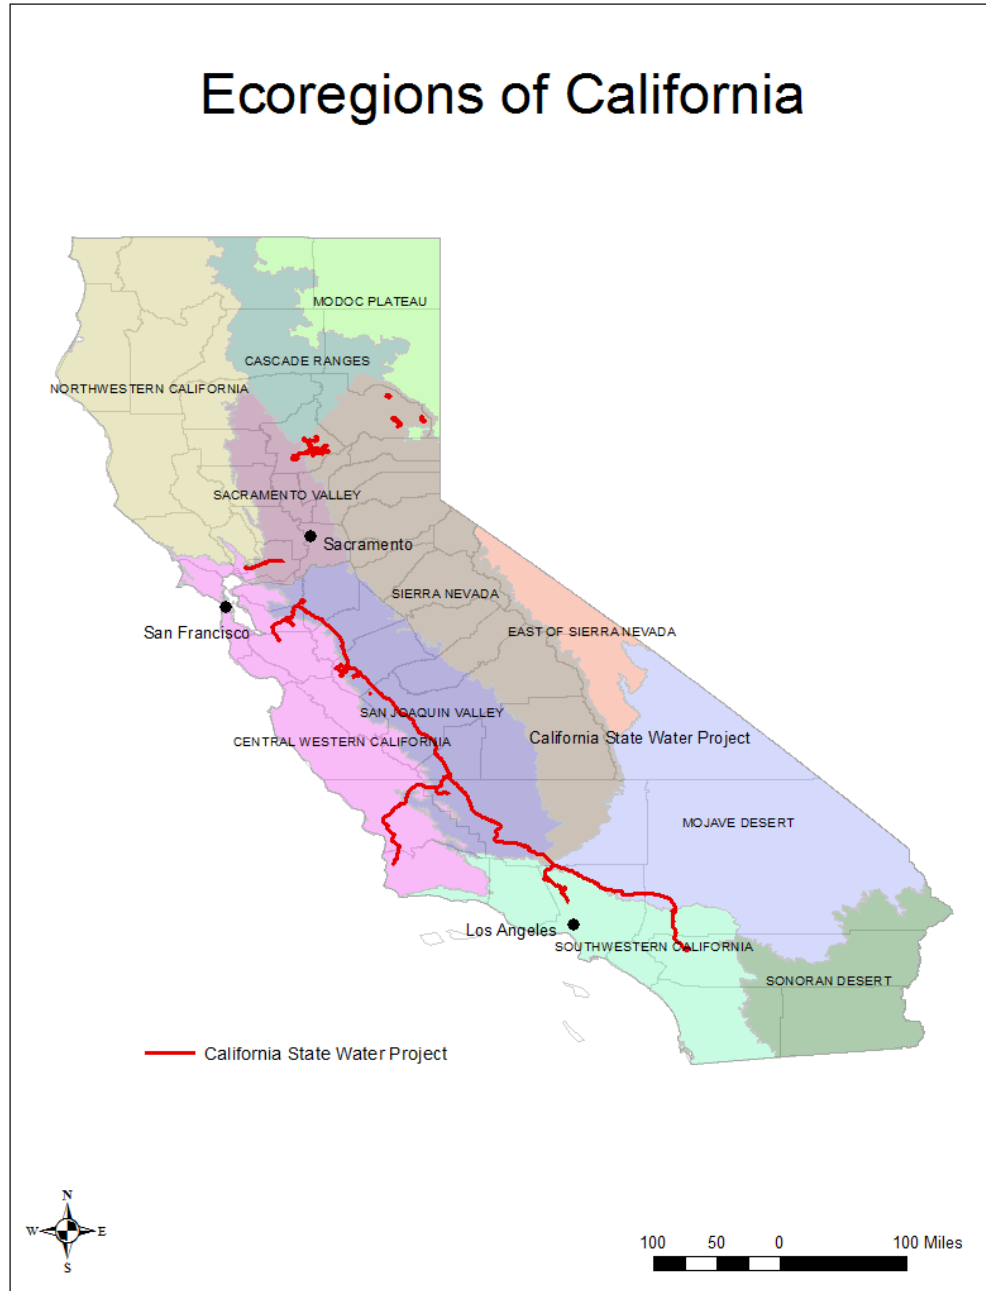 Ecoregions of California
MODOC PLATEAU
CASCADE RANGES
NORTHWESTERN CALIFORNIA
SACRAMENTO VALLEY
Sacramento
SIERRA NEVADA
San Francisco
EAST OF SIERRA NEVADA
SAN JOAQUIN VALLEY
CENTRAL WESTERN CALIFORNIA
California State Water Project
MOJAVE DESERT
Los Angeles
SOUTHWESTERN CALIFORNIA
SONORAN DESERT
California State Water Project
N
W E
S
100 50 0 100 Miles